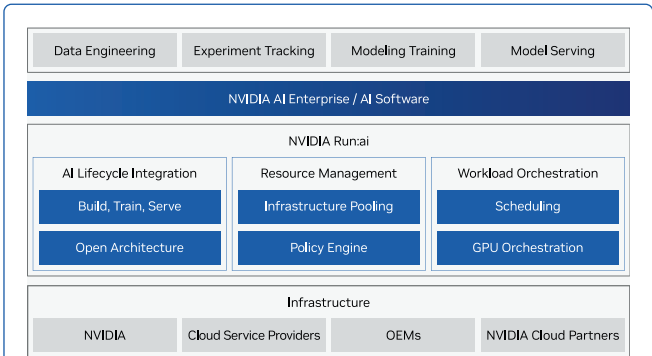 Data Engineering
Experiment Tracking
Modeling Training
Model Serving
NVIDIA AI Enterprise / AI Software
NVIDIA Run:ai
AI Lifecycle Integration
Build, Train, Serve
Open Architecture
Resource Management
Infrastructure Pooling
Policy Engine
Workload Orchestration
Scheduling
GPU Orchestration
Infrastructure
NVIDIA
Cloud Service Providers
OEMs
NVIDIA Cloud Partners